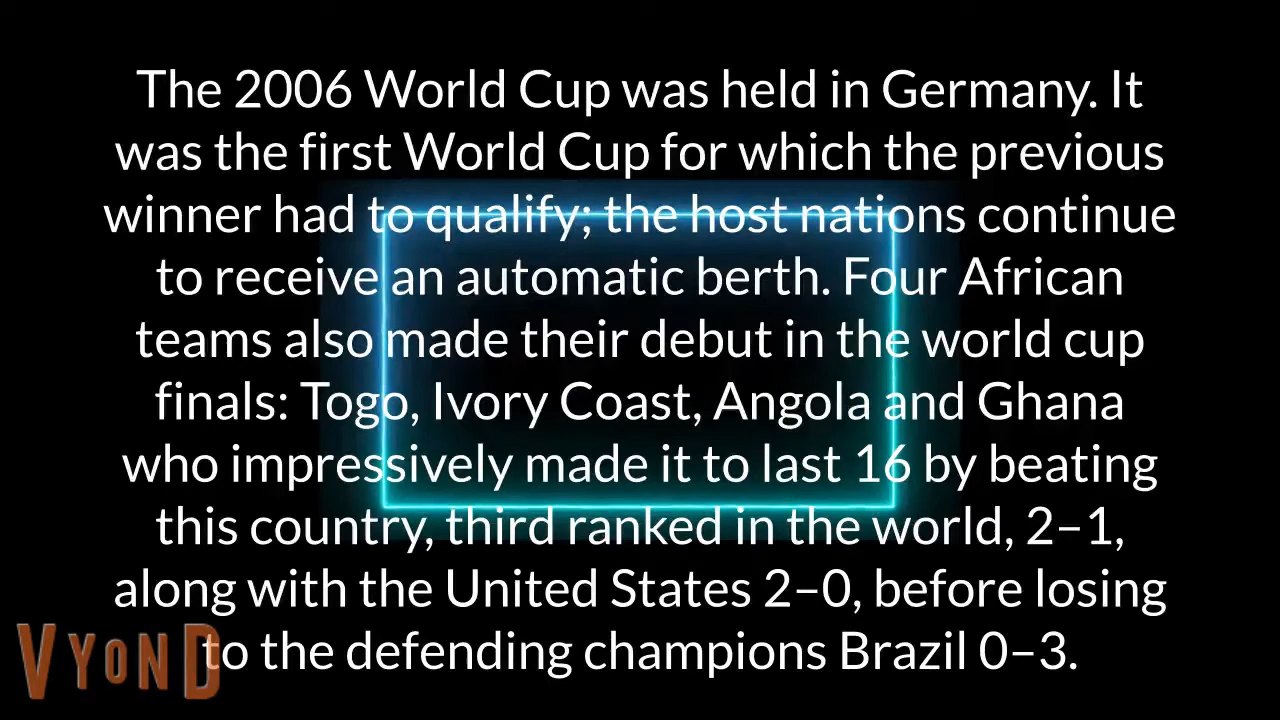 The 2006 World Cup was held in Germany. It
was the first World Cup for which the previous
winner had to qualify; the host nations continue
to receive an automatic berth. Four African
teams also made their debut in the world cup
finals: Togo, Ivory Coast, Angola and Ghana
who impressively made it to last 16 by beating
this country, third ranked in the world, 2–1,
along with the United States 2–0, before losing
to the defending champions Brazil 0–3.
VYOND